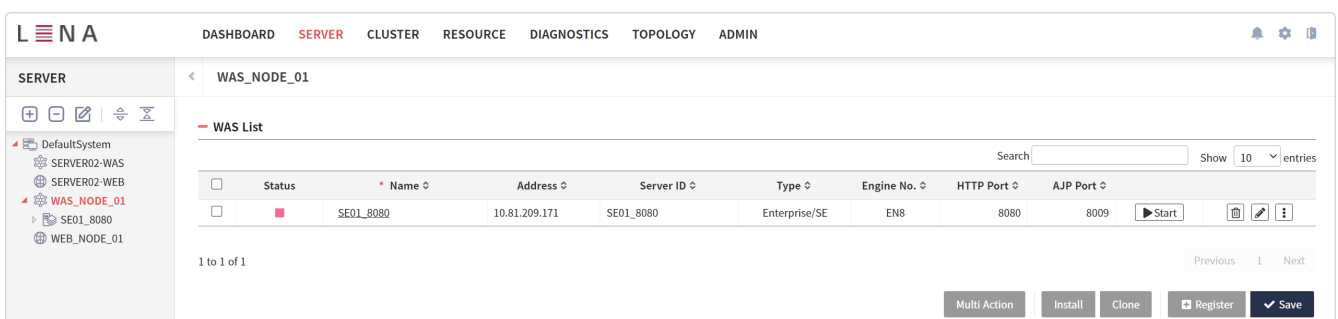 LENA
DASHBOARD SERVER CLUSTER RESOURCE DIAGNOSTICS TOPOLOGY ADMIN
SERVER
WAS_NODE_01
WAS List
DefaultSystem
SERVER02-WAS
SERVER02-WEB
WAS_NODE_01
SE01_8080
WEB_NODE_01
Search Show 10 entries
Status * Name Address Server ID Type Engine No. HTTP Port AJP Port
SE01_8080 10.81.209.171 SE01_8080 Enterprise/SE EN8 8080 8009 Start
1 to 1 of 1
Previous 1 Next
Multi Action Install Clone Register Save